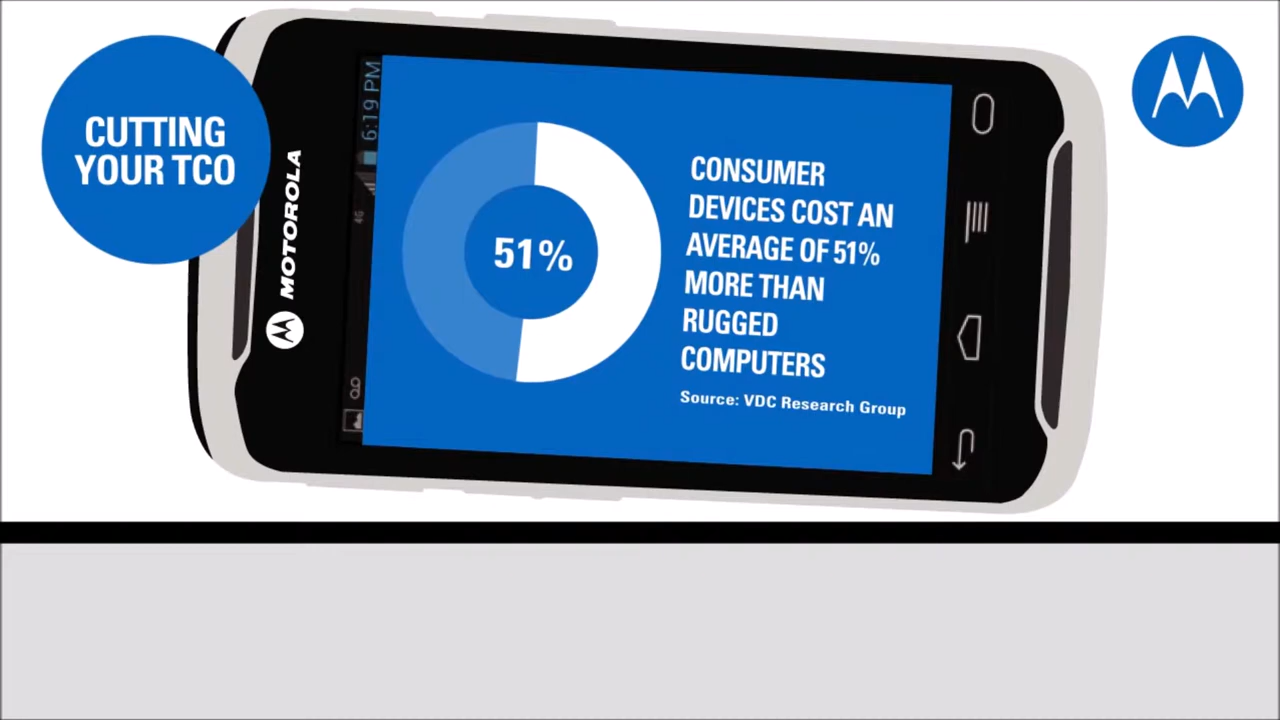 CUTTING
YOUR TCO
MOTOROLA
6:19 PM
4G
51%
CONSUMER
DEVICES COST AN
AVERAGE OF 51%
MORE THAN
RUGGED
COMPUTERS
Source: VDC Research Group